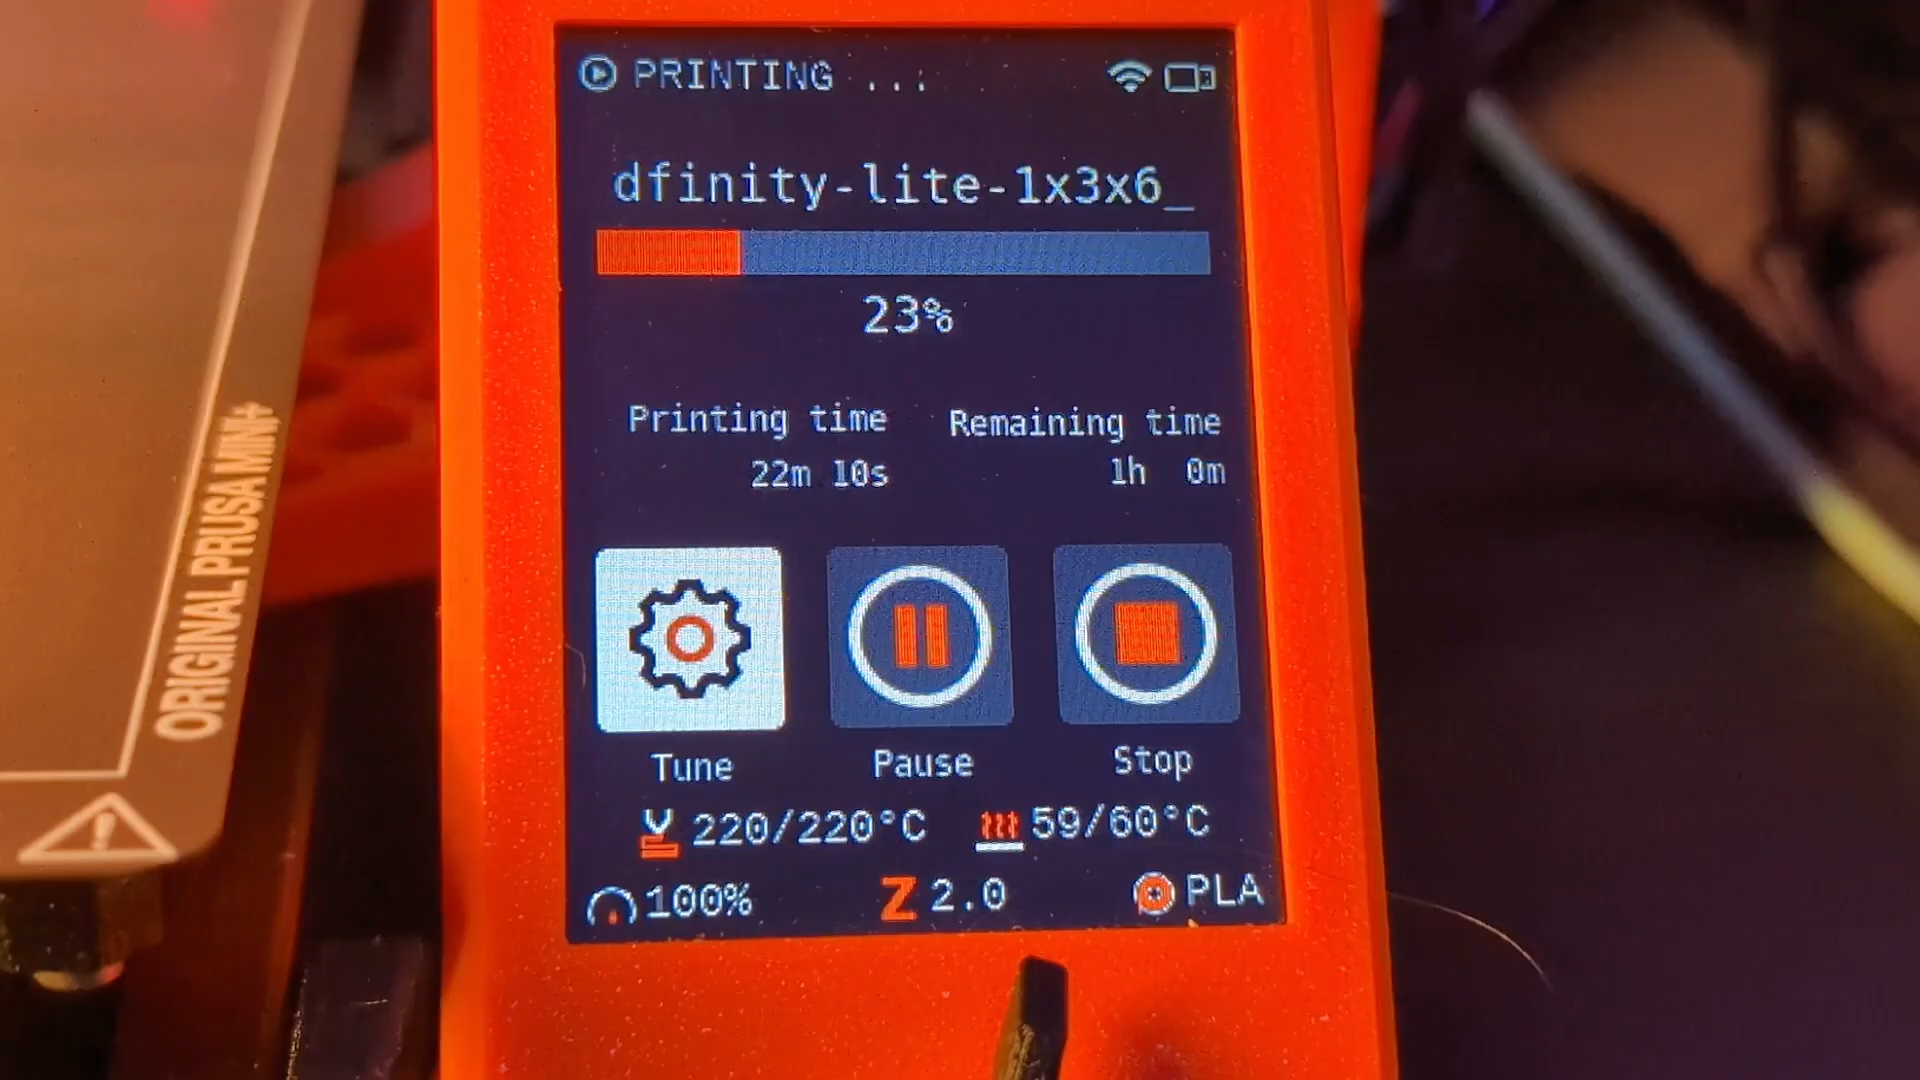 PRINTING ...
dfinity-lite-1x3x6_
23%
Printing time
22m 10s
Remaining time
1h 0m
Tune
Pause
Stop
220/220°C
59/60°C
100%
Z 2.0
PLA
ORIGINAL PRUSA MINI+